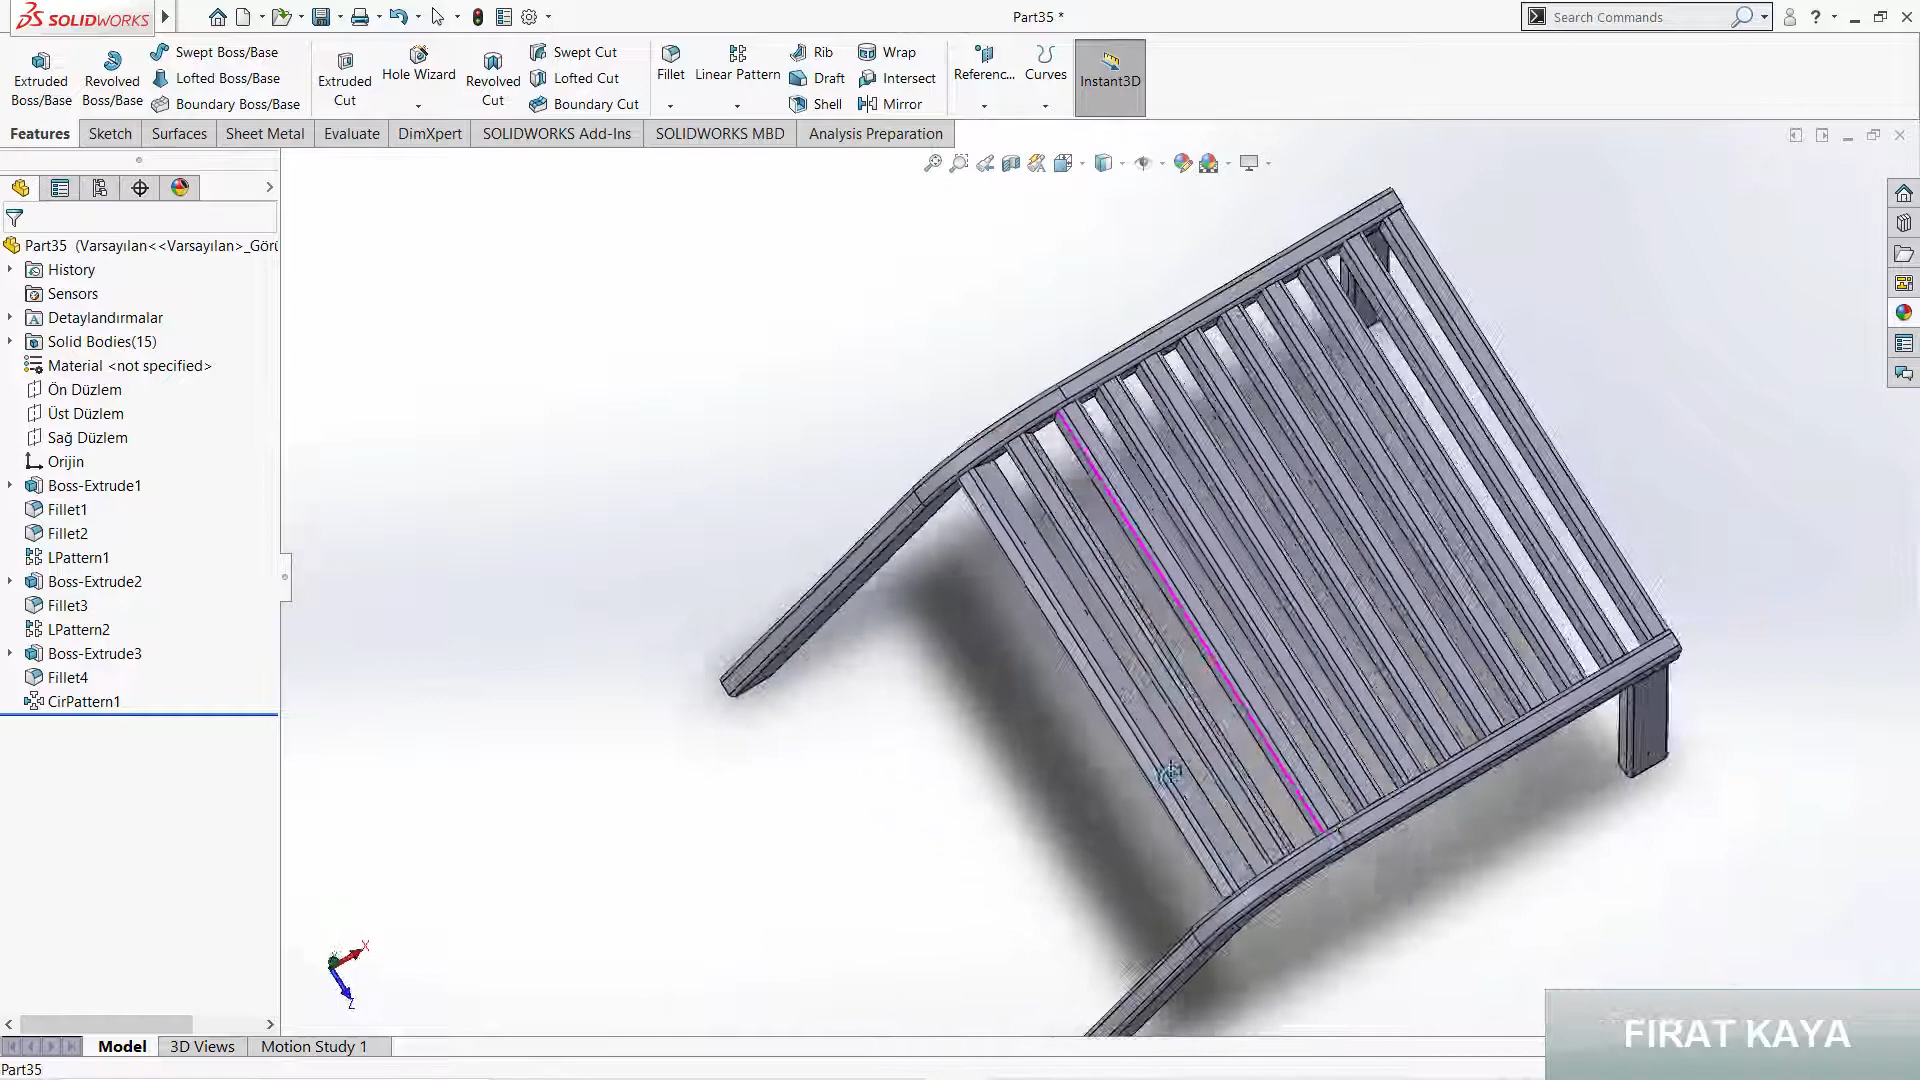 SOLIDWORKS
Part35 *
Search Commands
Extruded Boss/Base
Revolved Boss/Base
Swept Boss/Base
Lofted Boss/Base
Boundary Boss/Base
Extruded Cut
Hole Wizard
Revolved Cut
Swept Cut
Lofted Cut
Boundary Cut
Fillet
Linear Pattern
Rib
Draft
Shell
Wrap
Intersect
Mirror
Referenc...
Curves
Instant3D
Features
Sketch
Surfaces
Sheet Metal
Evaluate
DimXpert
SOLIDWORKS Add-Ins
SOLIDWORKS MBD
Analysis Preparation
Part35 (Varsayılan<<Varsayılan>_Görü
History
Sensors
Detaylandırmalar
Solid Bodies(15)
Material <not specified>
Ön Düzlem
Üst Düzlem
Sağ Düzlem
Orijin
Boss-Extrude1
Fillet1
Fillet2
LPattern1
Boss-Extrude2
Fillet3
LPattern2
Boss-Extrude3
Fillet4
CirPattern1
X
Z
Model
3D Views
Motion Study 1
FIRAT KAYA
Part35